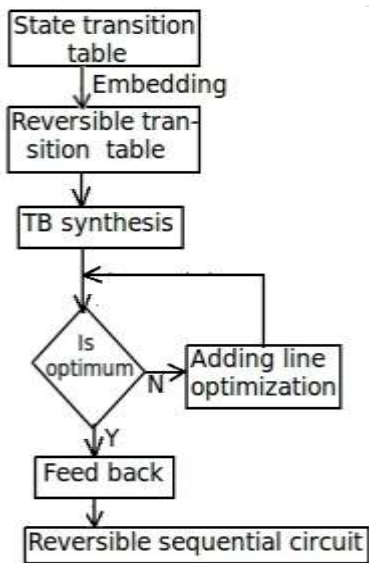 State transition
table
Embedding
Reversible tran-
sition table
TB synthesis
Is
optimum
N
Adding line
optimization
Y
Feed back
Reversible sequential circuit